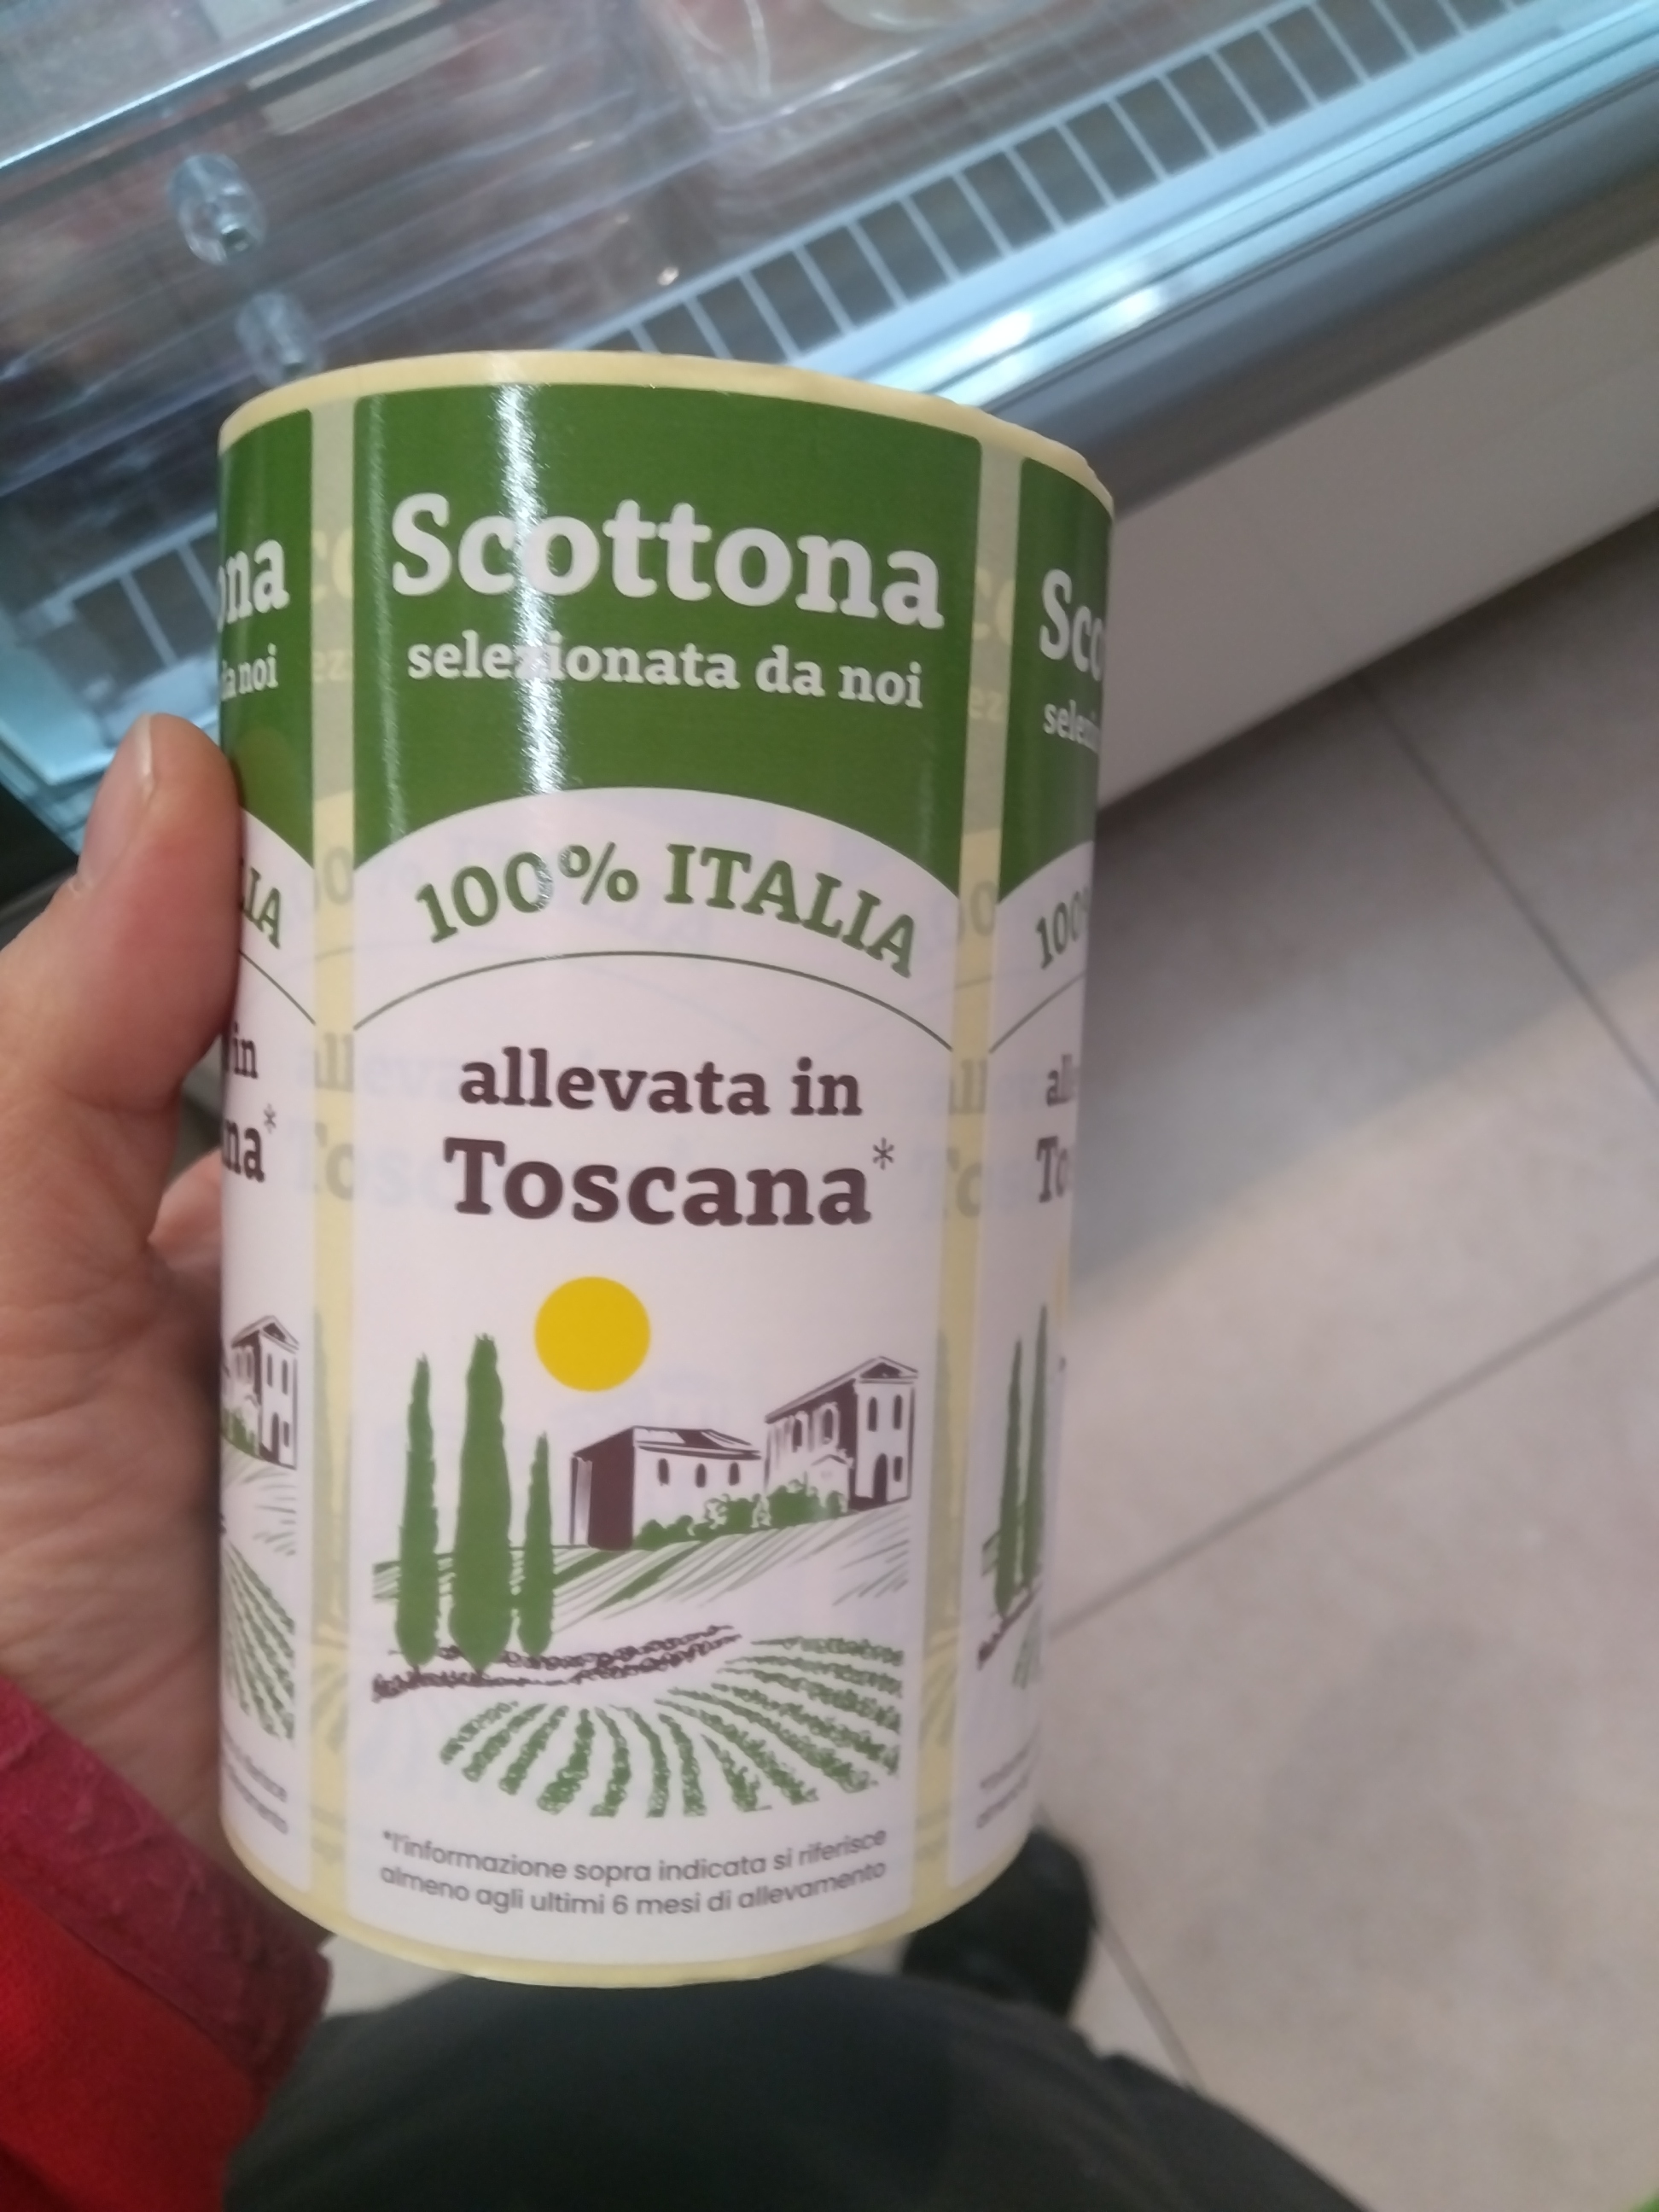 Scottona
selezionata da noi
100% ITALIA
allevata in
Toscana*
*l'informazione sopra indicata si riferisce
almeno agli ultimi 6 mesi di allevamento